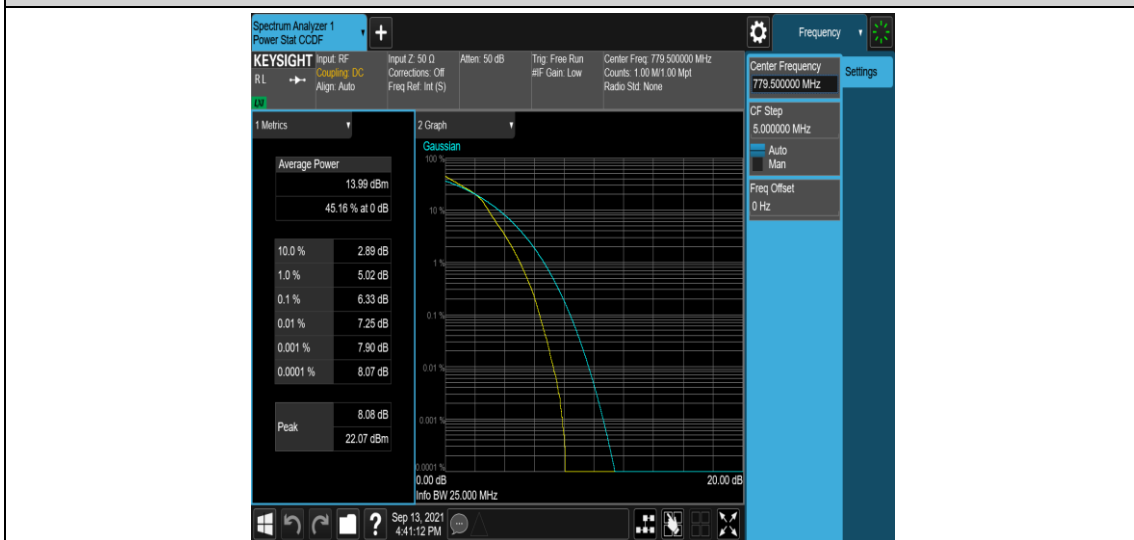 Spectrum Analyzer 1
Power Stat CCDF
+
Frequency
KEYSIGHT
RL
LNI
Input: RF
Coupling: DC
Align: Auto
Input Z: 50 Ω
Corrections: Off
Freq Ref: Int (S)
Atten: 50 dB
Trig: Free Run
#IF Gain: Low
Center Freq: 779.500000 MHz
Counts: 1.00 M/1.00 Mpt
Radio Std: None
Center Frequency
779.500000 MHz
Settings
CF Step
5.000000 MHz
Auto
Man
Freq Offset
0 Hz
1 Metrics
Average Power
13.99 dBm
45.16 % at 0 dB
10.0 % 2.89 dB
1.0 % 5.02 dB
0.1 % 6.33 dB
0.01 % 7.25 dB
0.001 % 7.90 dB
0.0001 % 8.07 dB
Peak
8.08 dB
22.07 dBm
2 Graph
Gaussian
100 %
10 %
1 %
0.1 %
0.01 %
0.001 %
0.0001 %
0.00 dB 20.00 dB
Info BW 25.000 MHz
?
Sep 13, 2021
4:41:12 PM